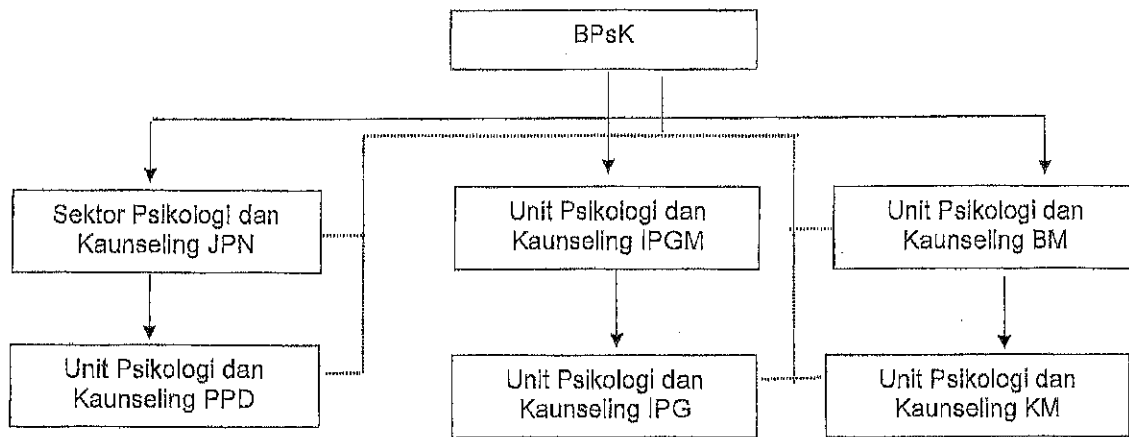 BPsK
Sektor Psikologi dan
Kaunseling JPN
Unit Psikologi dan
Kaunseling IPGM
Unit Psikologi dan
Kaunseling BM
Unit Psikologi dan
Kaunseling PPD
Unit Psikologi dan
Kaunseling IPG
Unit Psikologi dan
Kaunseling KM